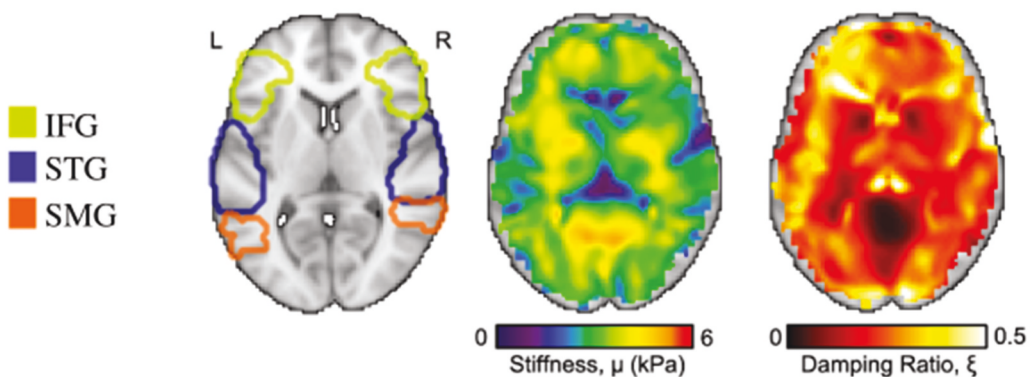 L
R
IFG
STG
SMG
0
6
Stiffness, μ (kPa)
0
0.5
Damping Ratio, ξ